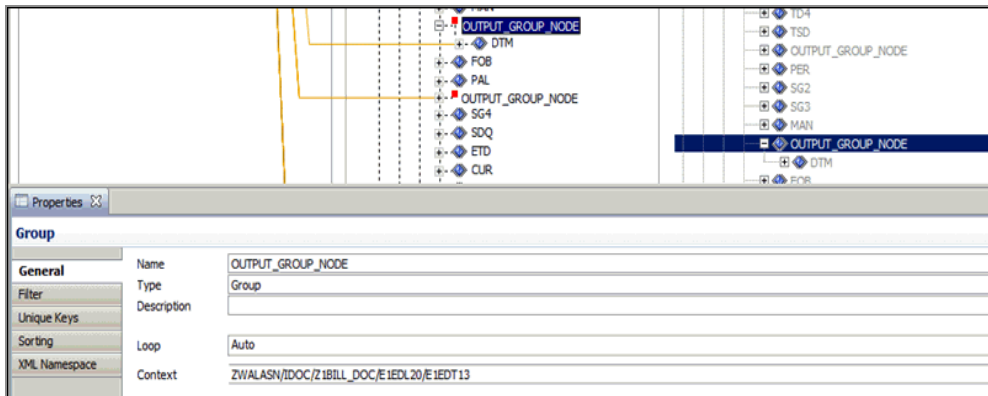 MAN
OUTPUT_GROUP_NODE
DTM
FOB
PAL
OUTPUT_GROUP_NODE
SG4
SDQ
ETD
CUR
TD4
TSD
OUTPUT_GROUP_NODE
PER
SG2
SG3
MAN
OUTPUT_GROUP_NODE
DTM
FOB
Properties
Group
General
Filter
Unique Keys
Sorting
XML Namespace
Name OUTPUT_GROUP_NODE
Type Group
Description
Loop Auto
Context ZWALASN/IDOC/Z1BILL_DOC/E1EDL20/E1EDT13